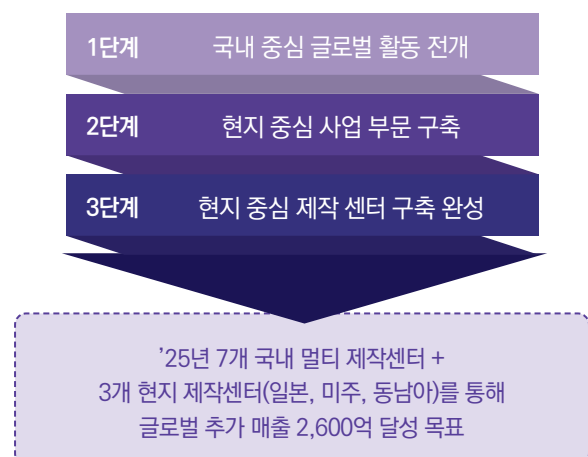 1단계 국내 중심 글로벌 활동 전개
2단계 현지 중심 사업 부문 구축
3단계 현지 중심 제작 센터 구축 완성
’25년 7개 국내 멀티 제작센터 +
3개 현지 제작센터(일본, 미주, 동남아)를 통해
글로벌 추가 매출 2,600억 달성 목표